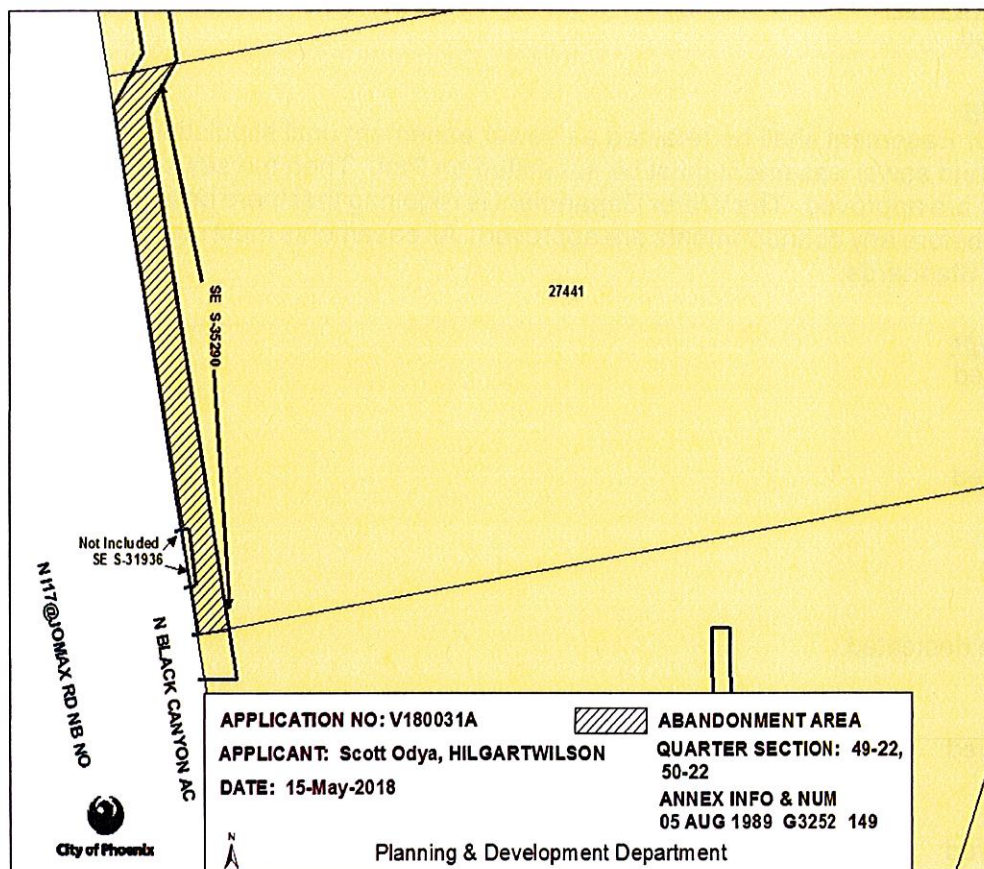 27441
SE S-35290
Not Included
SE S-31936
N I17@JOMAX RD NB NO
N BLACK CANYON AC
City of Phoenix
N
APPLICATION NO: V180031A
APPLICANT: Scott Odya, HILGARTWILSON
DATE: 15-May-2018
ABANDONMENT AREA
QUARTER SECTION: 49-22,
50-22
ANNEX INFO & NUM
05 AUG 1989 G3252 149
Planning & Development Department